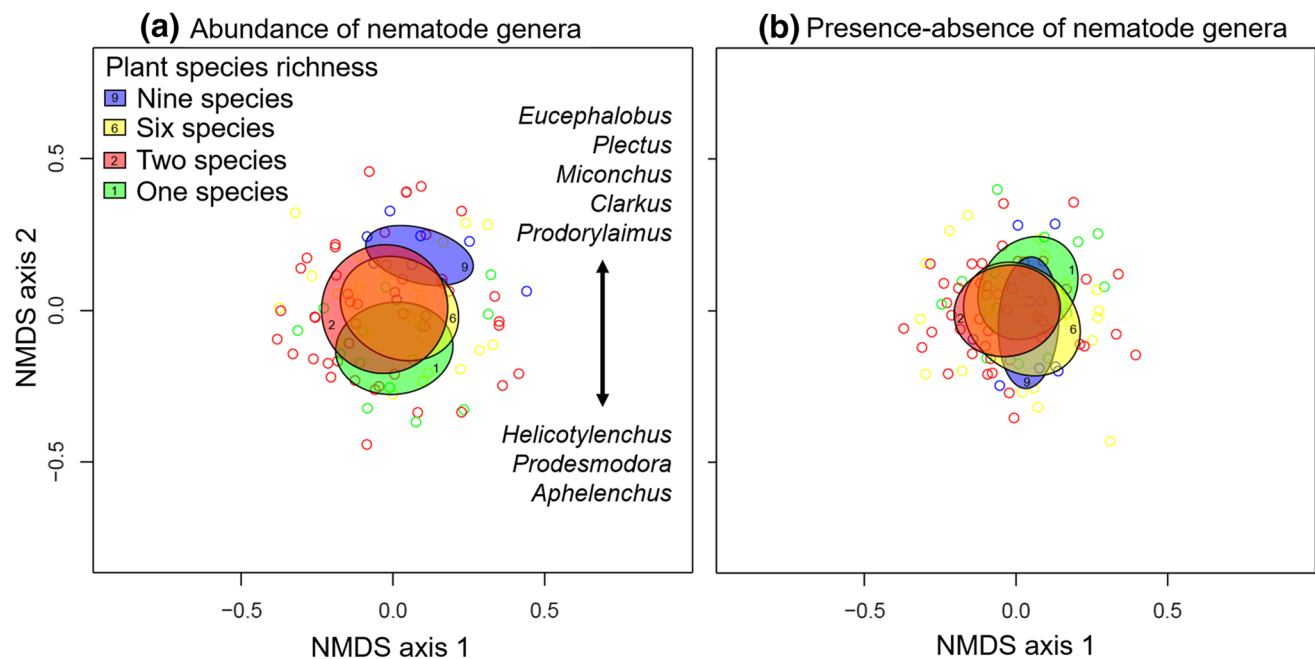 (a) Abundance of nematode genera
Plant species richness
9 Nine species
6 Six species
2 Two species
1 One species
Eucephalobus
Plectus
Miconchus
Clarkus
Prodorylaimus
Helicotylenchus
Prodesmodora
Aphelenchus
9
2
6
1
0.5
0.0
−0.5
NMDS axis 2
−0.5 0.0 0.5
NMDS axis 1
(b) Presence-absence of nematode genera
1
2
6
9
−0.5 0.0 0.5
NMDS axis 1